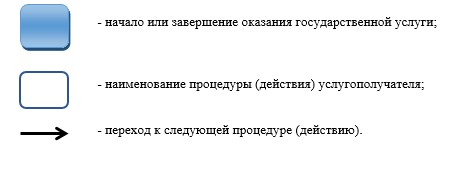 - начало или завершение оказания государственной услуги;
- наименование процедуры (действия) услугополучателя;
- переход к следующей процедуре (действию).